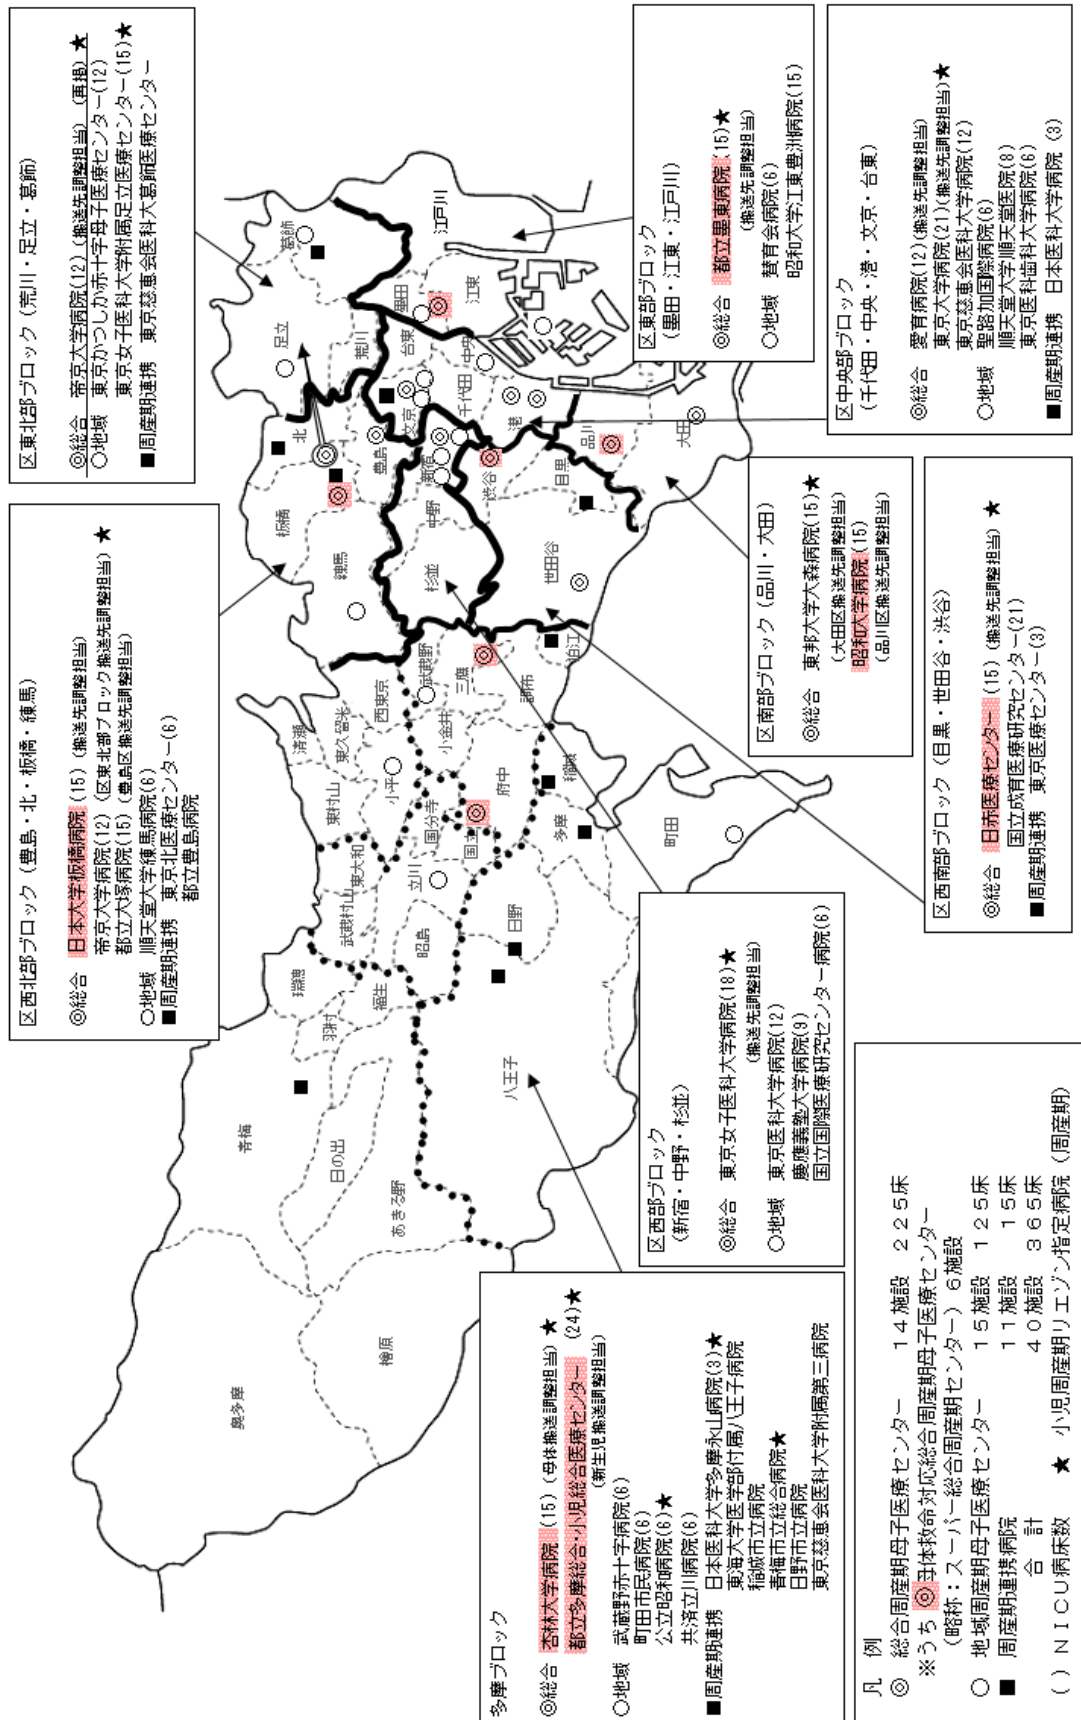 区東北部ブロック（荒川・足立・葛飾）
◎総合　帝京大学病院(12)（搬送先調整担当）（再掲）★
○地域　東京かつしか赤十字母子医療センター(12)
東京女子医科大学附属足立医療センター(15)★
■周産期連携　東京慈恵会医科大葛飾医療センター
区西北部ブロック（豊島・北・板橋・練馬）
◎総合　日本大学板橋病院(15)（搬送先調整担当）
帝京大学病院(12)（区東北部ブロック搬送先調整担当）★
都立大塚病院(15)（豊島区搬送先調整担当）
○地域　順天堂大学練馬病院(6)
■周産期連携　東京北医療センター(6)
都立豊島病院
区東部ブロック
（墨田・江東・江戸川）
◎総合　都立墨東病院(15)★
（搬送先調整担当）
○地域　賛育会病院(6)
昭和大学江東豊洲病院(15)
区中央部ブロック
（千代田・中央・港・文京・台東）
◎総合　愛育病院(12)(搬送先調整担当)
東京大学病院(21)(搬送先調整担当)★
東京慈恵会医科大学病院(12)
○地域　聖路加国際病院(6)
順天堂大学順天堂医院(8)
東京医科歯科大学病院(6)
■周産期連携　日本医科大学病院（3）
区南部ブロック（品川・大田）
◎総合　東邦大学大森病院(15)★
（大田区搬送先調整担当）
昭和大学病院(15)
（品川区搬送先調整担当）
区西南部ブロック（目黒・世田谷・渋谷）
◎総合　日赤医療センター(15)（搬送先調整担当）★
国立成育医療研究センター(21)
■周産期連携　東京医療センター(3)
区西部ブロック
（新宿・中野・杉並）
◎総合　東京女子医科大学病院(18)★
（搬送先調整担当）
○地域　東京医科大学病院(12)
慶應義塾大学病院(9)
国立国際医療研究センター病院(6)
多摩ブロック
◎総合　杏林大学病院(15)（母体搬送調整担当）★
都立多摩総合・小児総合医療センター(24)★
（新生児搬送調整担当）
○地域　武蔵野赤十字病院(6)
町田市民病院(6)
公立昭和病院(6)★
共済立川病院(6)
■周産期連携　日本医科大学多摩永山病院(3)★
東海大学医学部付属八王子病院
稲城市立病院
青梅市立総合病院★
日野市立病院
東京慈恵会医科大学附属第三病院
凡　例
◎　総合周産期母子医療センター　１４施設　２２５床
※うち◎母体救命対応総合周産期母子医療センター
（略称：スーパー総合周産期センター）６施設
○　地域周産期母子医療センター　１５施設　１２５床
■　周産期連携病院　１１施設　１５床
合　計　４０施設　３６５床
( ) ＮＩＣＵ病床数　★　小児周産期リエゾン指定病院（周産期）
奥多摩
檜原
青梅
日の出
あきる野
八王子
羽村
瑞穂
福生
武蔵村山
東大和
昭島
立川
日野
東村山
清瀬
東久留米
小平
西東京
国分寺
国立
小金井
府中
武蔵野
三鷹
調布
狛江
多摩
稲城
町田
練馬
板橋
北
豊島
杉並
中野
新宿
渋谷
世田谷
目黒
品川
大田
港
千代田
中央
文京
台東
荒川
足立
葛飾
墨田
江東
江戸川